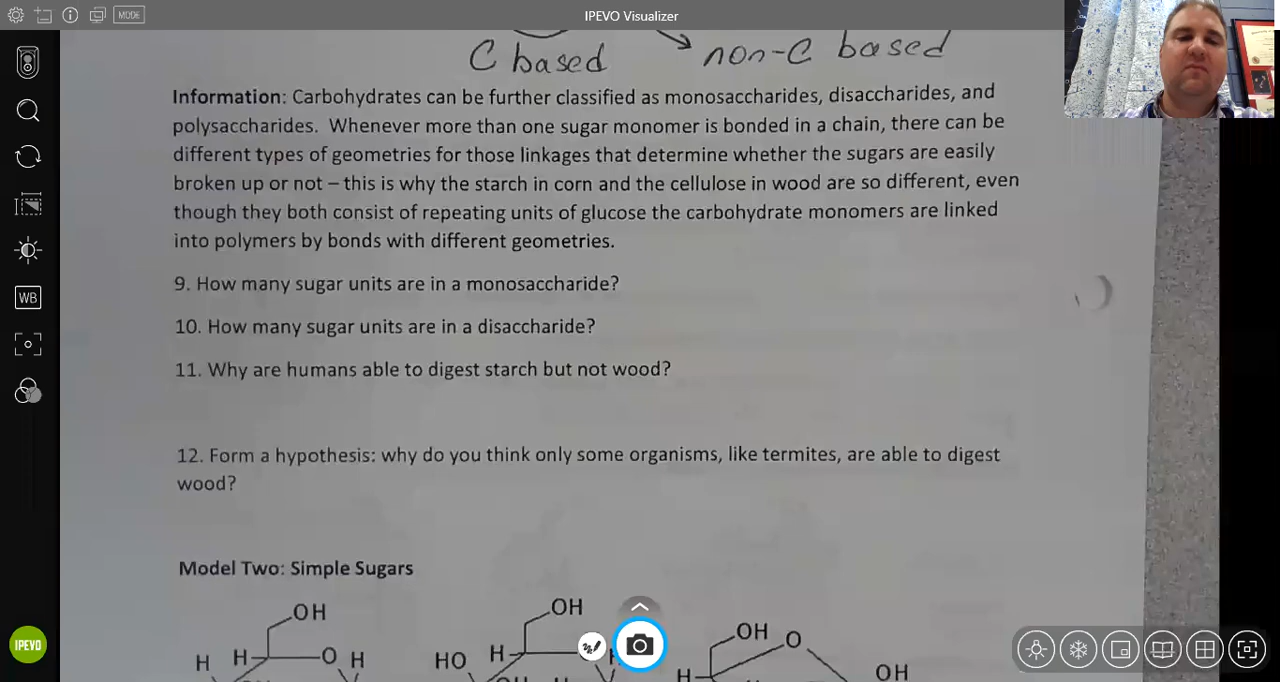 MODE
IPEVO Visualizer
C based
non-C based
Information: Carbohydrates can be further classified as monosaccharides, disaccharides, and
polysaccharides. Whenever more than one sugar monomer is bonded in a chain, there can be
different types of geometries for those linkages that determine whether the sugars are easily
broken up or not – this is why the starch in corn and the cellulose in wood are so different, even
though they both consist of repeating units of glucose the carbohydrate monomers are linked
into polymers by bonds with different geometries.
9. How many sugar units are in a monosaccharide?
10. How many sugar units are in a disaccharide?
11. Why are humans able to digest starch but not wood?
12. Form a hypothesis: why do you think only some organisms, like termites, are able to digest
wood?
Model Two: Simple Sugars
OH
OH
OH O
H H O H
HO H
H
OH
WB
IPEVO